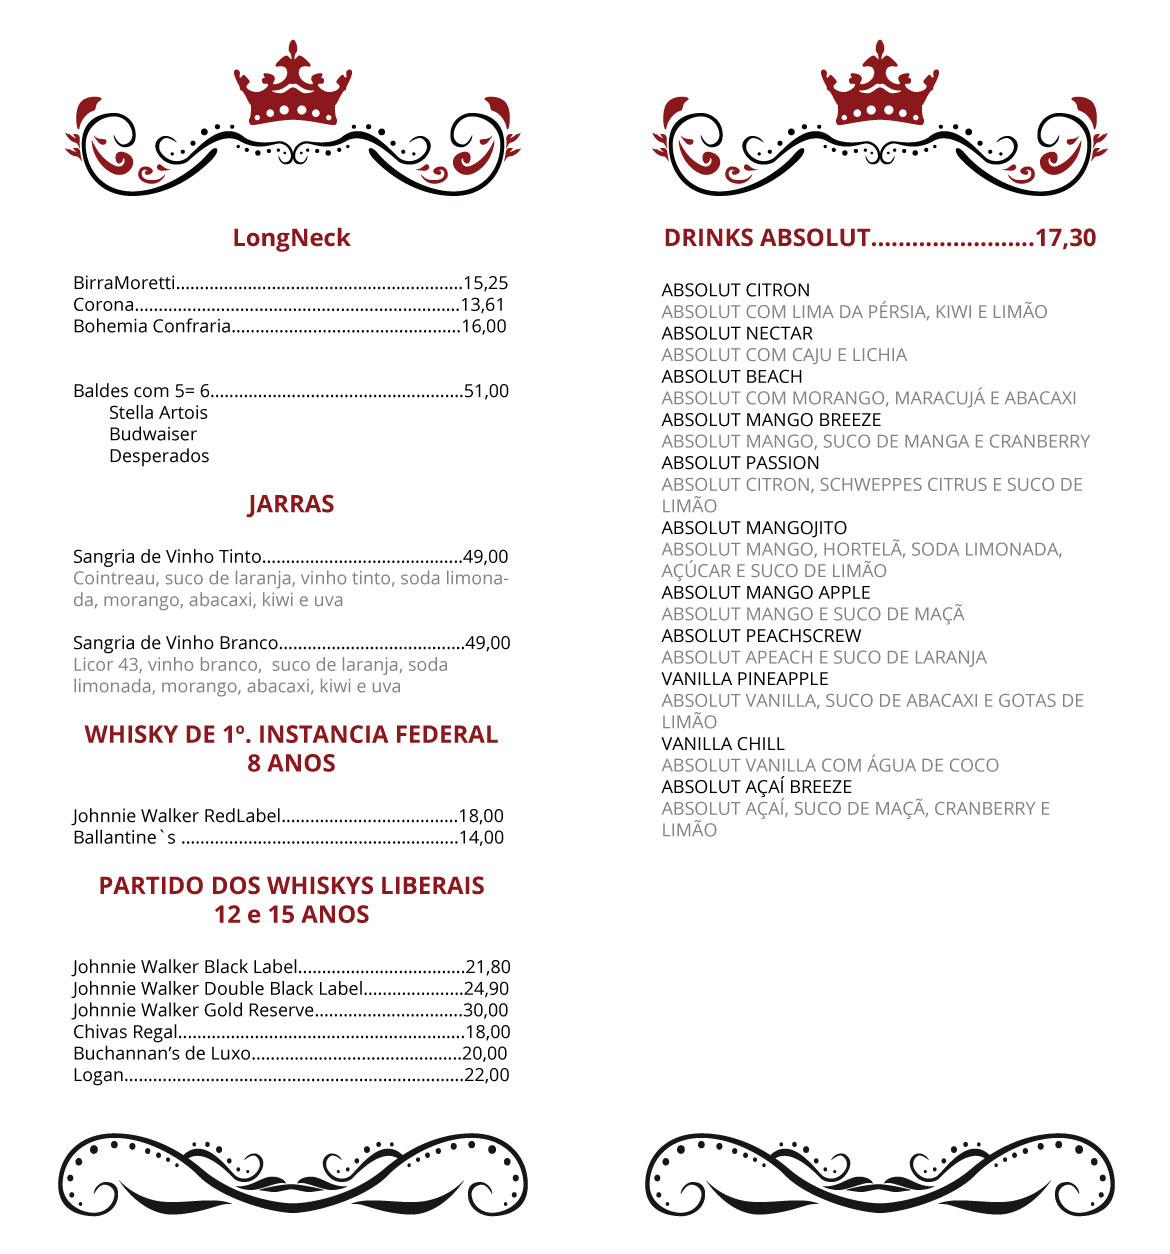 LongNeck
BirraMoretti............................................................15,25
Corona....................................................................13,61
Bohemia Confraria................................................16,00
Baldes com 5= 6.....................................................51,00
Stella Artois
Budwaiser
Desperados
JARRAS
Sangria de Vinho Tinto..........................................49,00
Cointreau, suco de laranja, vinho tinto, soda limona-
da, morango, abacaxi, kiwi e uva
Sangria de Vinho Branco.......................................49,00
Licor 43, vinho branco,  suco de laranja, soda
limonada, morango, abacaxi, kiwi e uva
WHISKY DE 1º. INSTANCIA FEDERAL
8 ANOS
Johnnie Walker RedLabel.....................................18,00
Ballantine`s ..........................................................14,00
PARTIDO DOS WHISKYS LIBERAIS
12 e 15 ANOS
Johnnie Walker Black Label...................................21,80
Johnnie Walker Double Black Label.....................24,90
Johnnie Walker Gold Reserve...............................30,00
Chivas Regal............................................................18,00
Buchannan’s de Luxo............................................20,00
Logan.......................................................................22,00
DRINKS ABSOLUT........................17,30
ABSOLUT CITRON
ABSOLUT COM LIMA DA PÉRSIA, KIWI E LIMÃO
ABSOLUT NECTAR
ABSOLUT COM CAJU E LICHIA
ABSOLUT BEACH
ABSOLUT COM MORANGO, MARACUJÁ E ABACAXI
ABSOLUT MANGO BREEZE
ABSOLUT MANGO, SUCO DE MANGA E CRANBERRY
ABSOLUT PASSION
ABSOLUT CITRON, SCHWEPPES CITRUS E SUCO DE
LIMÃO
ABSOLUT MANGOJITO
ABSOLUT MANGO, HORTELÃ, SODA LIMONADA,
AÇÚCAR E SUCO DE LIMÃO
ABSOLUT MANGO APPLE
ABSOLUT MANGO E SUCO DE MAÇÃ
ABSOLUT PEACHSCREW
ABSOLUT APEACH E SUCO DE LARANJA
VANILLA PINEAPPLE
ABSOLUT VANILLA, SUCO DE ABACAXI E GOTAS DE
LIMÃO
VANILLA CHILL
ABSOLUT VANILLA COM ÁGUA DE COCO
ABSOLUT AÇAÍ BREEZE
ABSOLUT AÇAÍ, SUCO DE MAÇÃ, CRANBERRY E
LIMÃO